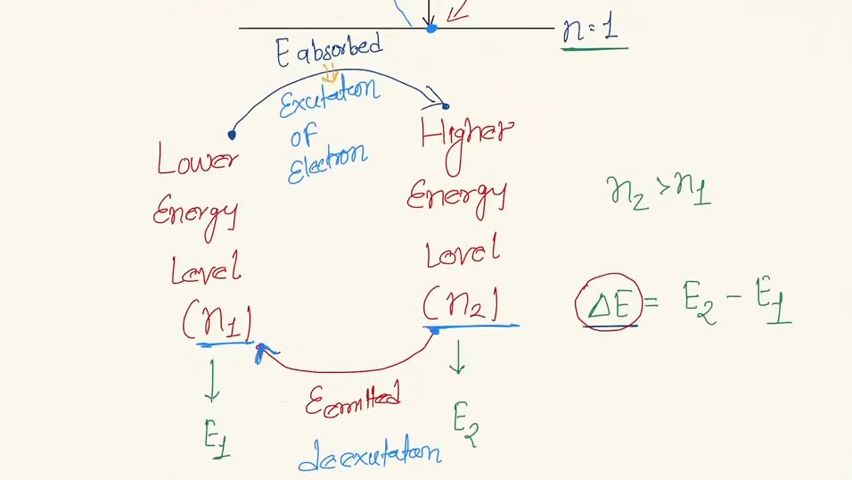 n=1
E absorbed
Excitation
of
Electron
Lower
Energy
Level
(n1)
Higher
Energy
Level
(n2)
n2 > n1
ΔE = E2 - E1
E emitted
deexcitation
E1
E2